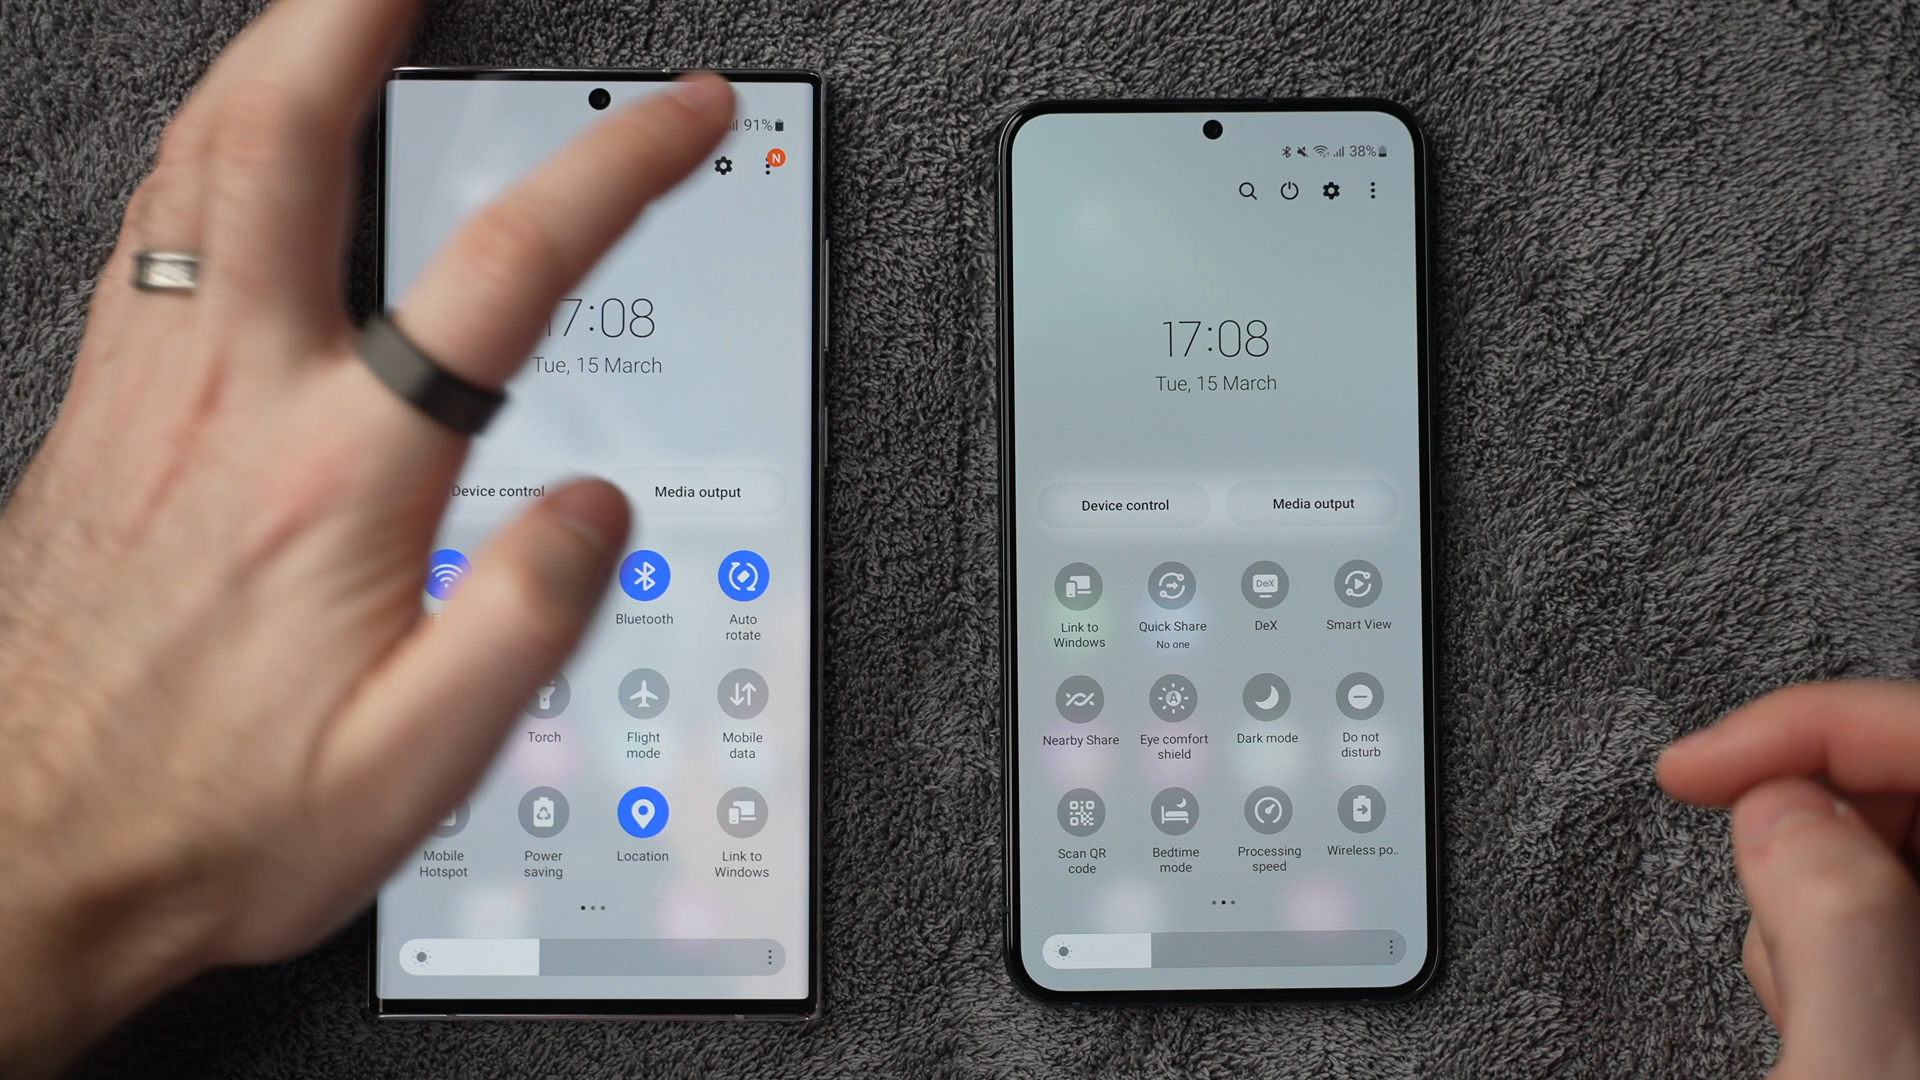 91%
N
17:08
Tue, 15 March
Device control
Media output
Bluetooth
Auto
rotate
Torch
Flight
mode
Mobile
data
Mobile
Hotspot
Power
saving
Location
Link to
Windows
38%
17:08
Tue, 15 March
Device control
Media output
DeX
Link to
Windows
Quick Share
No one
DeX
Smart View
A
Nearby Share
Eye comfort
shield
Dark mode
Do not
disturb
Scan QR
code
Bedtime
mode
Processing
speed
Wireless po..